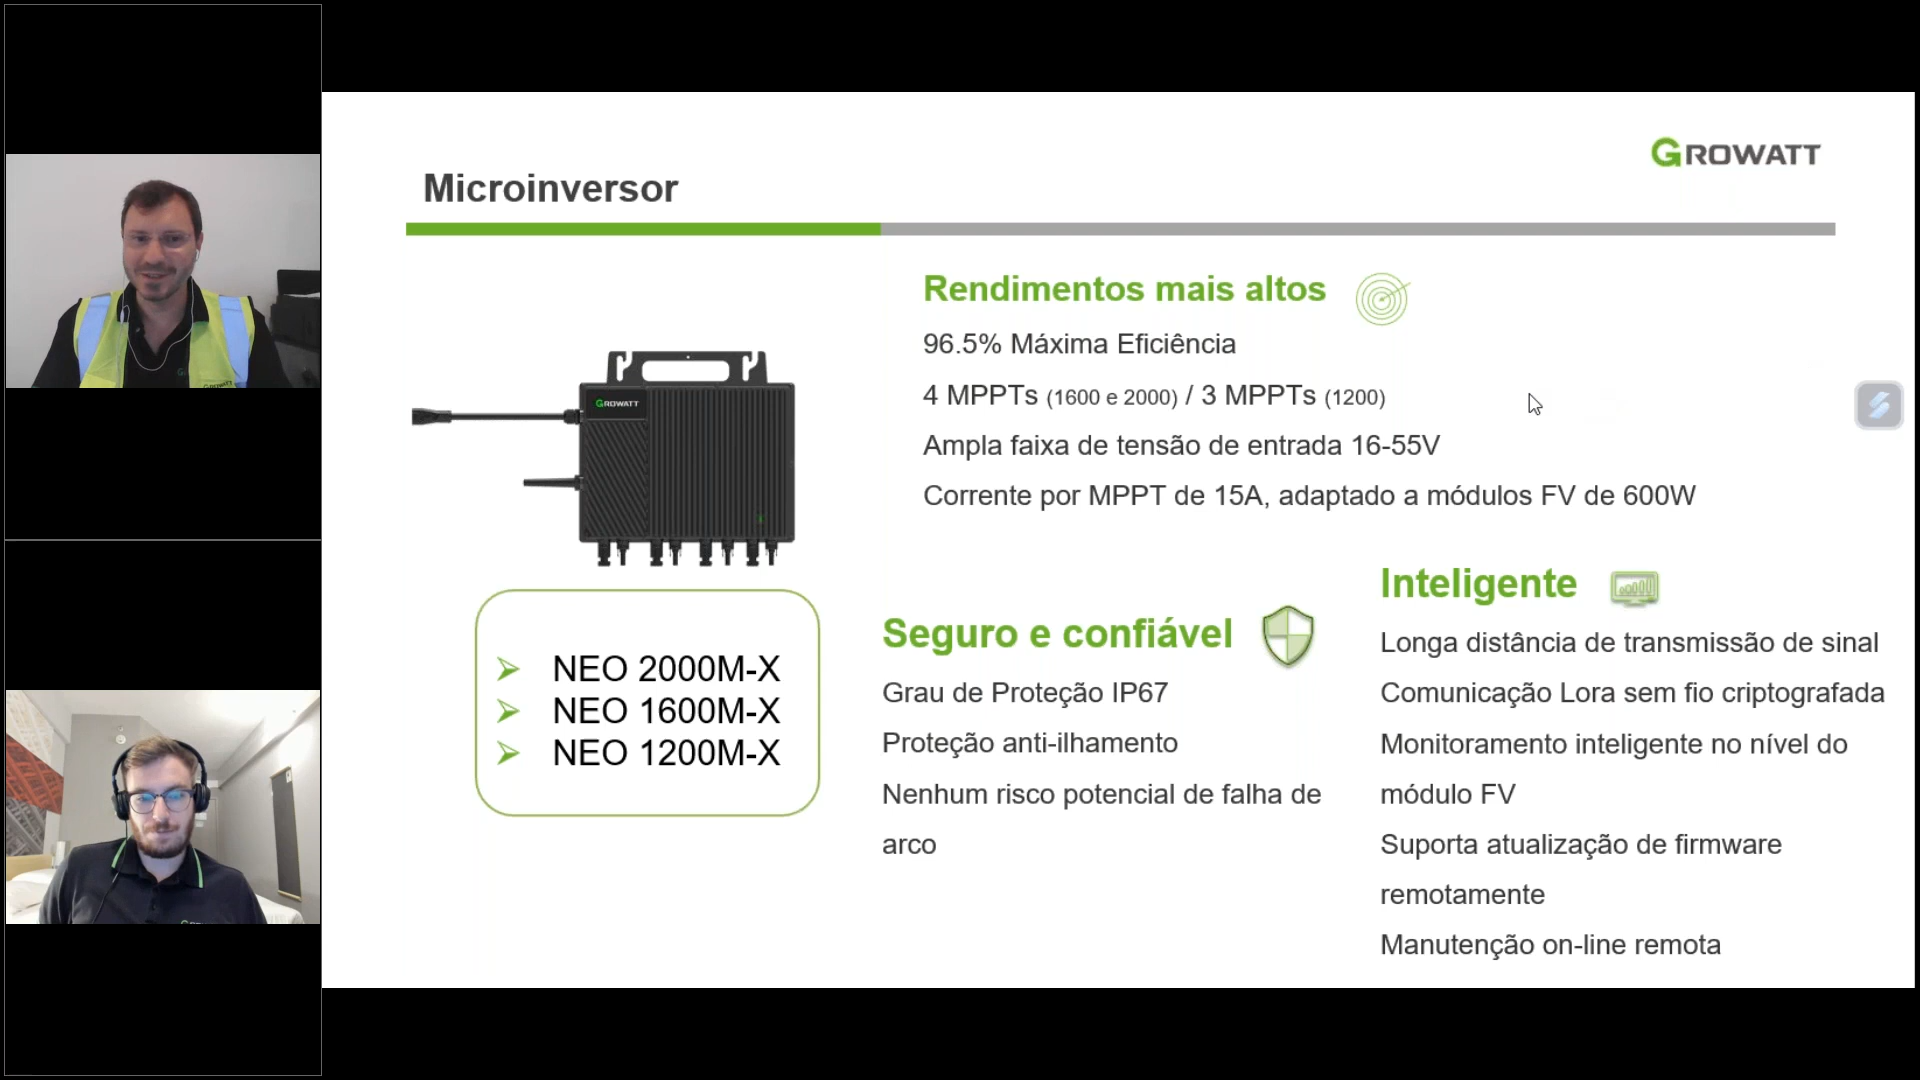 GROWATT
Microinversor
Rendimentos mais altos
96.5% Máxima Eficiência
4 MPPTs (1600 e 2000) / 3 MPPTs (1200)
Ampla faixa de tensão de entrada 16-55V
Corrente por MPPT de 15A, adaptado a módulos FV de 600W
GROWATT
NEO 2000M-X
NEO 1600M-X
NEO 1200M-X
Seguro e confiável
Grau de Proteção IP67
Proteção anti-ilhamento
Nenhum risco potencial de falha de
arco
Inteligente
Longa distância de transmissão de sinal
Comunicação Lora sem fio criptografada
Monitoramento inteligente no nível do
módulo FV
Suporta atualização de firmware
remotamente
Manutenção on-line remota